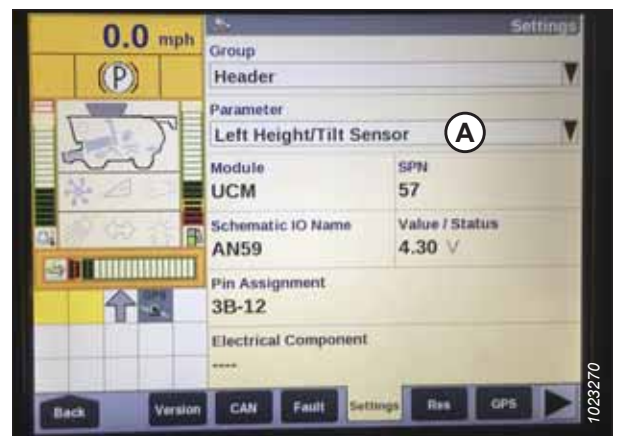 0.0 mph
Settings
(P)
Group
Header
Parameter
Left Height/Tilt Sensor
A
Module
SPN
UCM
57
Schematic IO Name
Value / Status
AN59
4.30 V
Pin Assignment
3B-12
Electrical Component
----
Back
Version
CAN
Fault
Settings
Res
GPS
1023270